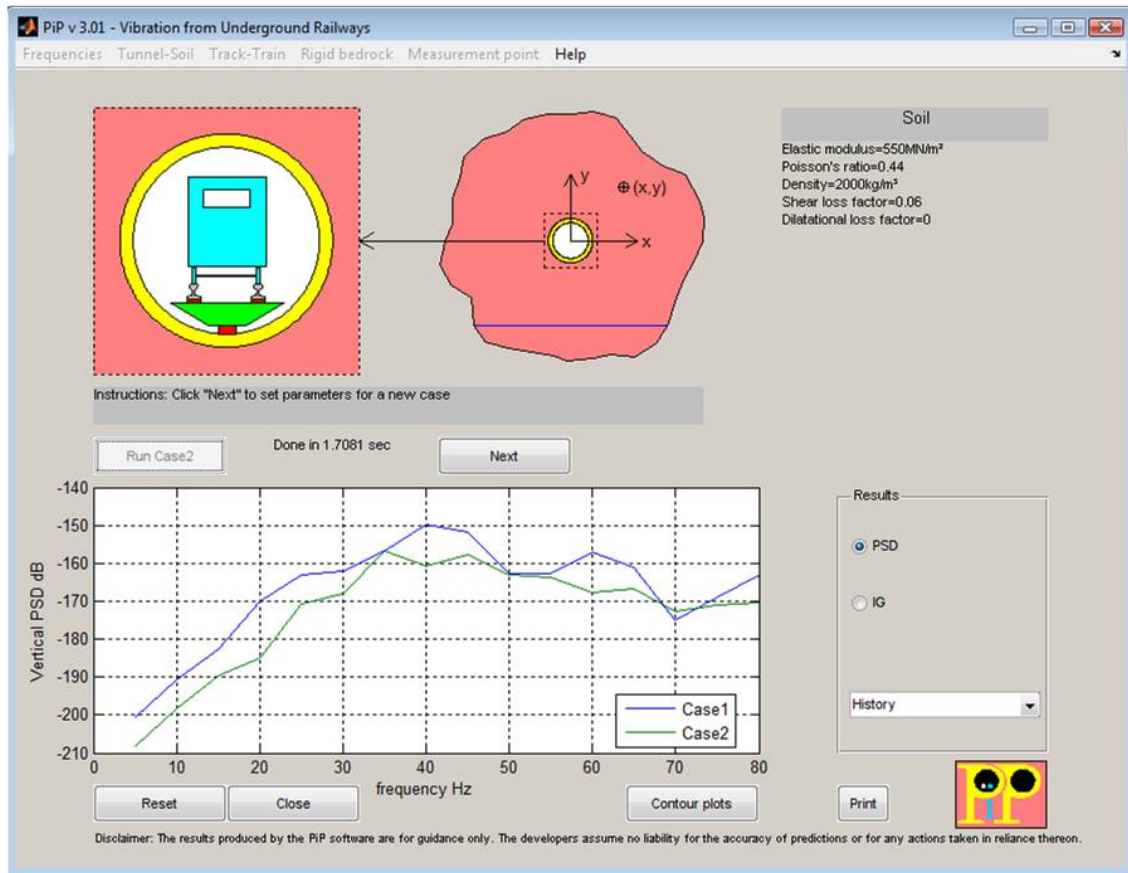 PiP v 3.01 - Vibration from Underground Railways
Frequencies Tunnel-Soil Track-Train Rigid bedrock Measurement point Help
y
(x,y)
x
Soil
Elastic modulus=550MN/m²
Poisson's ratio=0.44
Density=2000kg/m³
Shear loss factor=0.06
Dilatational loss factor=0
Instructions: Click "Next" to set parameters for a new case
Run Case2
Done in 1.7081 sec
Next
Vertical PSD dB
-140
-150
-160
-170
-180
-190
-200
-210
0 10 20 30 40 50 60 70 80
frequency Hz
Case1
Case2
Results
PSD
IG
History
Reset
Close
Contour plots
Print
PiP
Disclaimer: The results produced by the PiP software are for guidance only. The developers assume no liability for the accuracy of predictions or for any actions taken in reliance thereon.